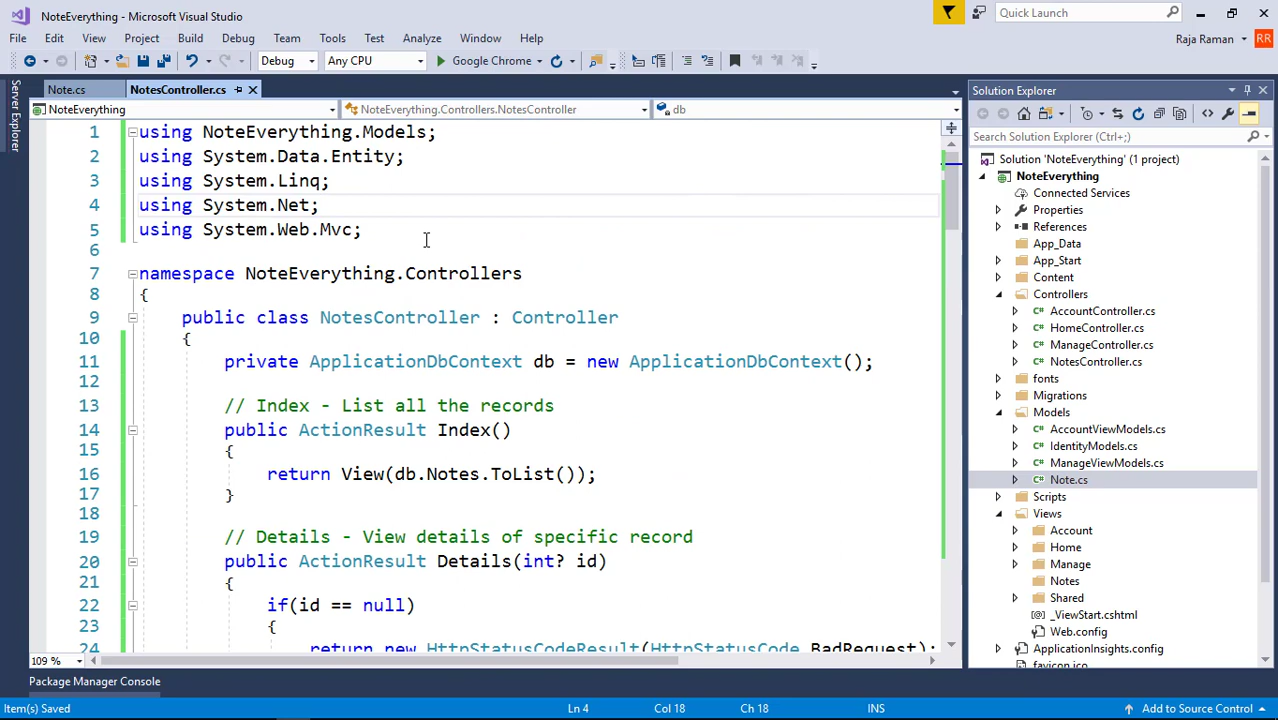 NoteEverything - Microsoft Visual Studio
Quick Launch
File Edit View Project Build Debug Team Tools Test Analyze Window Help
Raja Raman RR
Debug Any CPU Google Chrome
Server Explorer
Note.cs NotesController.cs
NoteEverything NoteEverything.Controllers.NotesController db
1 using NoteEverything.Models;
2 using System.Data.Entity;
3 using System.Linq;
4 using System.Net;
5 using System.Web.Mvc;
6
7 namespace NoteEverything.Controllers
8 {
9 public class NotesController : Controller
10 {
11 private ApplicationDbContext db = new ApplicationDbContext();
12
13 // Index - List all the records
14 public ActionResult Index()
15 {
16 return View(db.Notes.ToList());
17 }
18
19 // Details - View details of specific record
20 public ActionResult Details(int? id)
21 {
22 if(id == null)
23 {
24 return new HttpStatusCodeResult(HttpStatusCode.BadRequest);
109 %
Package Manager Console
Solution Explorer
Search Solution Explorer (Ctrl+;)
Solution 'NoteEverything' (1 project)
NoteEverything
Connected Services
Properties
References
App_Data
App_Start
Content
Controllers
AccountController.cs
HomeController.cs
ManageController.cs
NotesController.cs
fonts
Migrations
Models
AccountViewModels.cs
IdentityModels.cs
ManageViewModels.cs
Note.cs
Scripts
Views
Account
Home
Manage
Notes
Shared
_ViewStart.cshtml
Web.config
ApplicationInsights.config
favicon.ico
Item(s) Saved Ln 4 Col 18 Ch 18 INS Add to Source Control